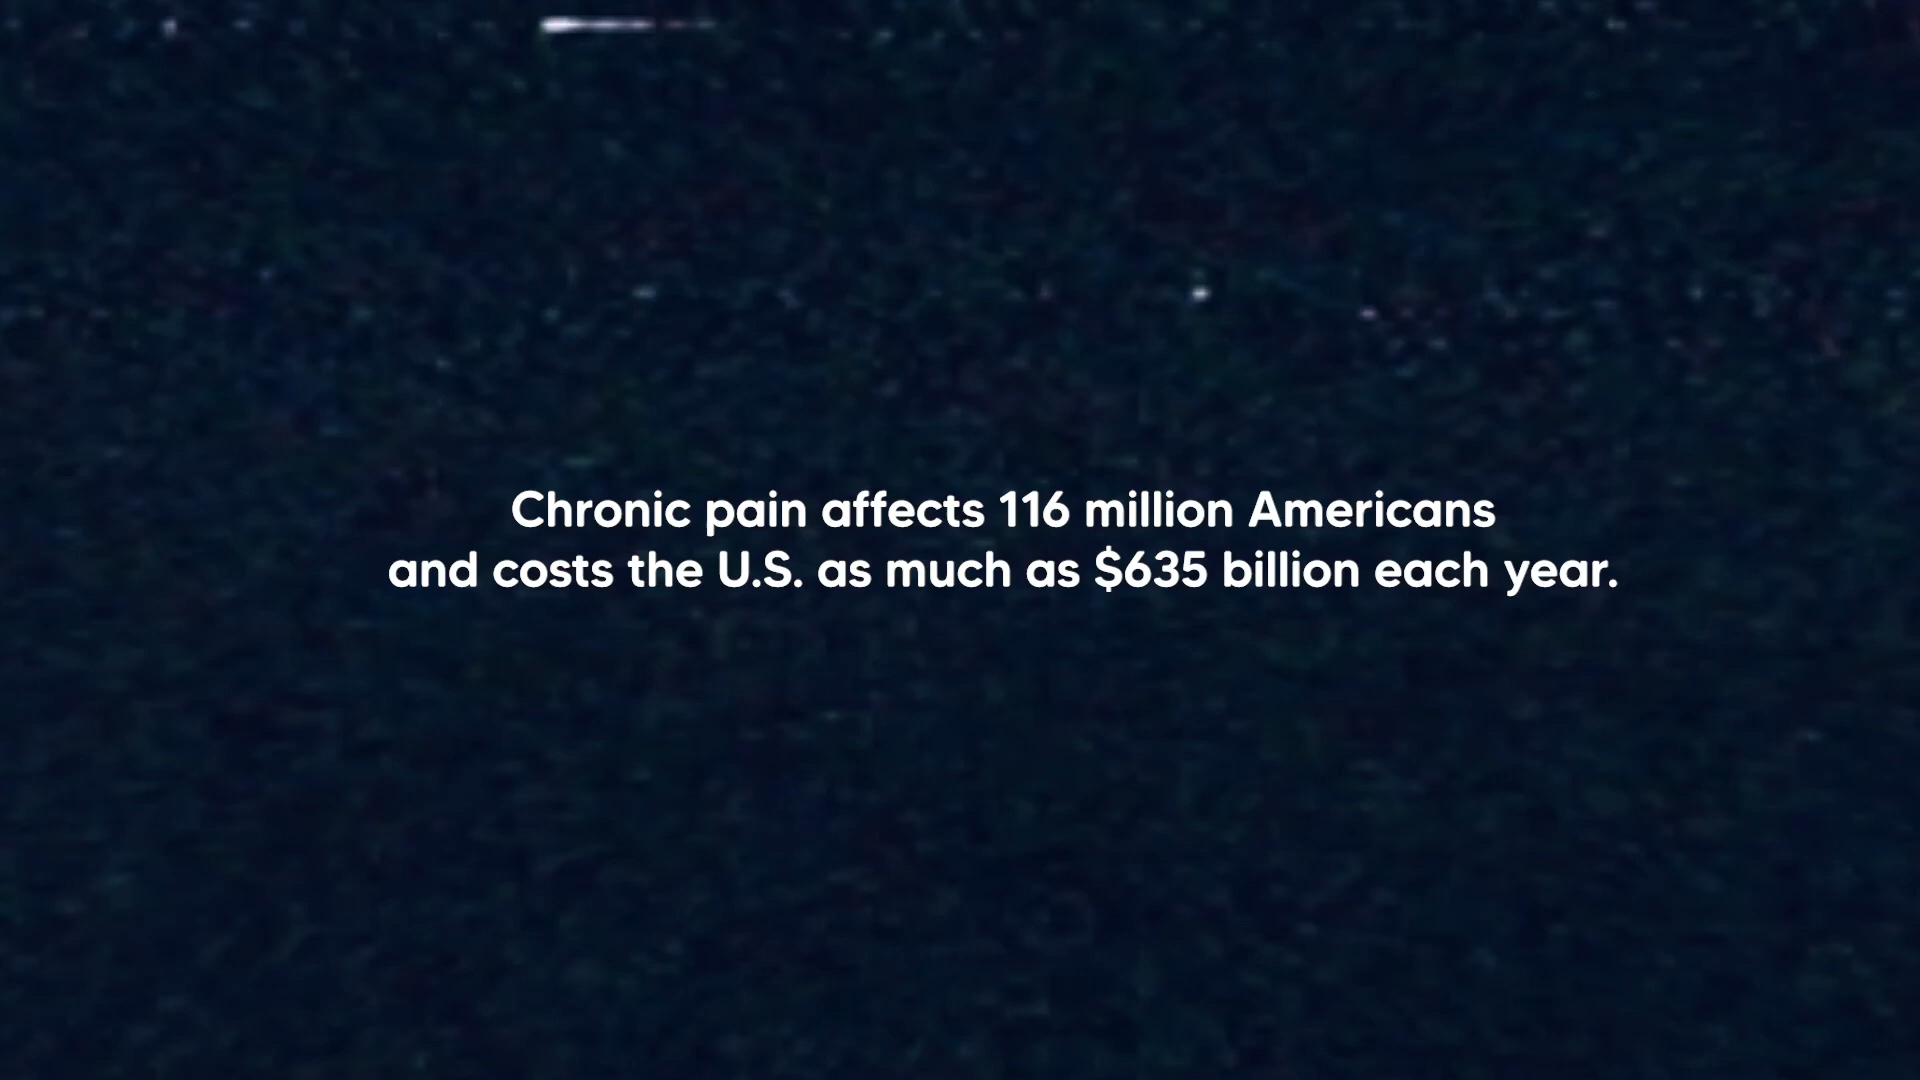 Chronic pain affects 116 million Americans
and costs the U.S. as much as $635 billion each year.